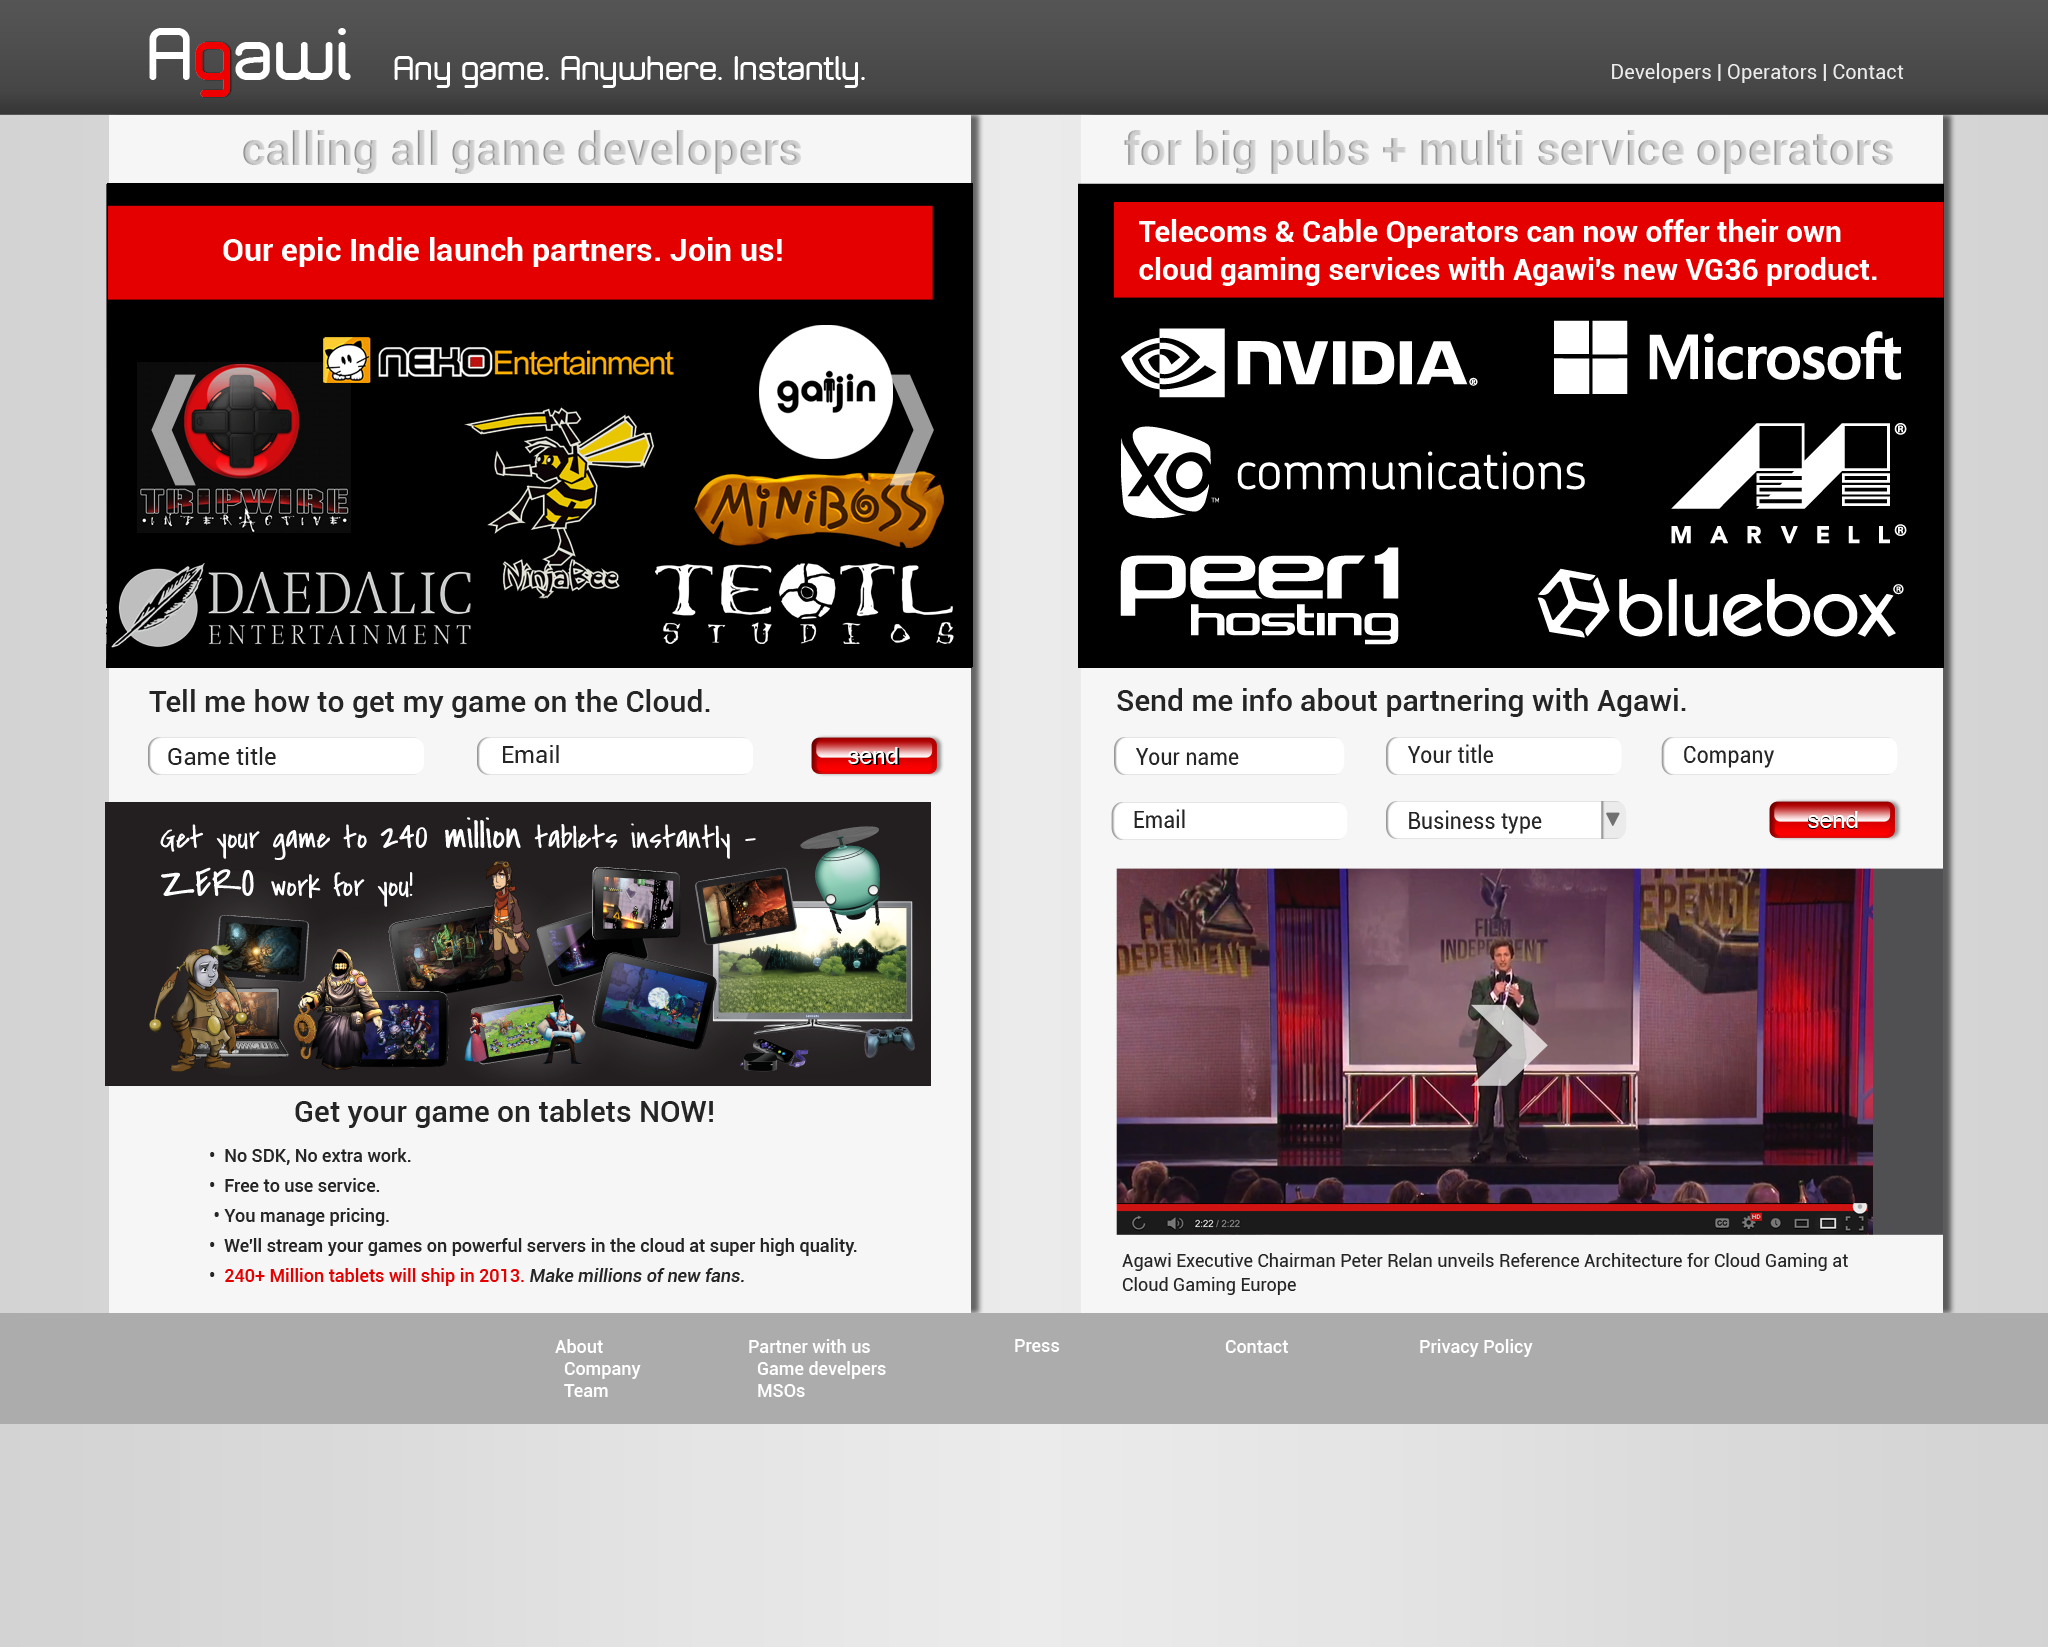 Agawi
Any game. Anywhere. Instantly.
Developers | Operators | Contact
calling all game developers
Our epic Indie launch partners. Join us!
NEKO Entertainment
gaijin
TRIPWIRE
INTERACTIVE
NinjaBee
MINIBOSS
DAEDALIC
ENTERTAINMENT
TEOTL
STUDIOS
Tell me how to get my game on the Cloud.
Game title
Email
send
Get your game to 240 million tablets instantly -
ZERO work for you!
Get your game on tablets NOW!
• No SDK, No extra work.
• Free to use service.
• You manage pricing.
• We'll stream your games on powerful servers in the cloud at super high quality.
• 240+ Million tablets will ship in 2013. Make millions of new fans.
for big pubs + multi service operators
Telecoms & Cable Operators can now offer their own
cloud gaming services with Agawi's new VG36 product.
NVIDIA®
Microsoft
XO™ communications
MARVELL®
peer1
hosting
bluebox®
Send me info about partnering with Agawi.
Your name
Your title
Company
Email
Business type
send
FILM
DEPENDENT
FILM
INDEPENDENT
FILM
EPENDE
2:22 / 2:22
CC
HD
Agawi Executive Chairman Peter Relan unveils Reference Architecture for Cloud Gaming at
Cloud Gaming Europe
About
Company
Team
Partner with us
Game develpers
MSOs
Press
Contact
Privacy Policy